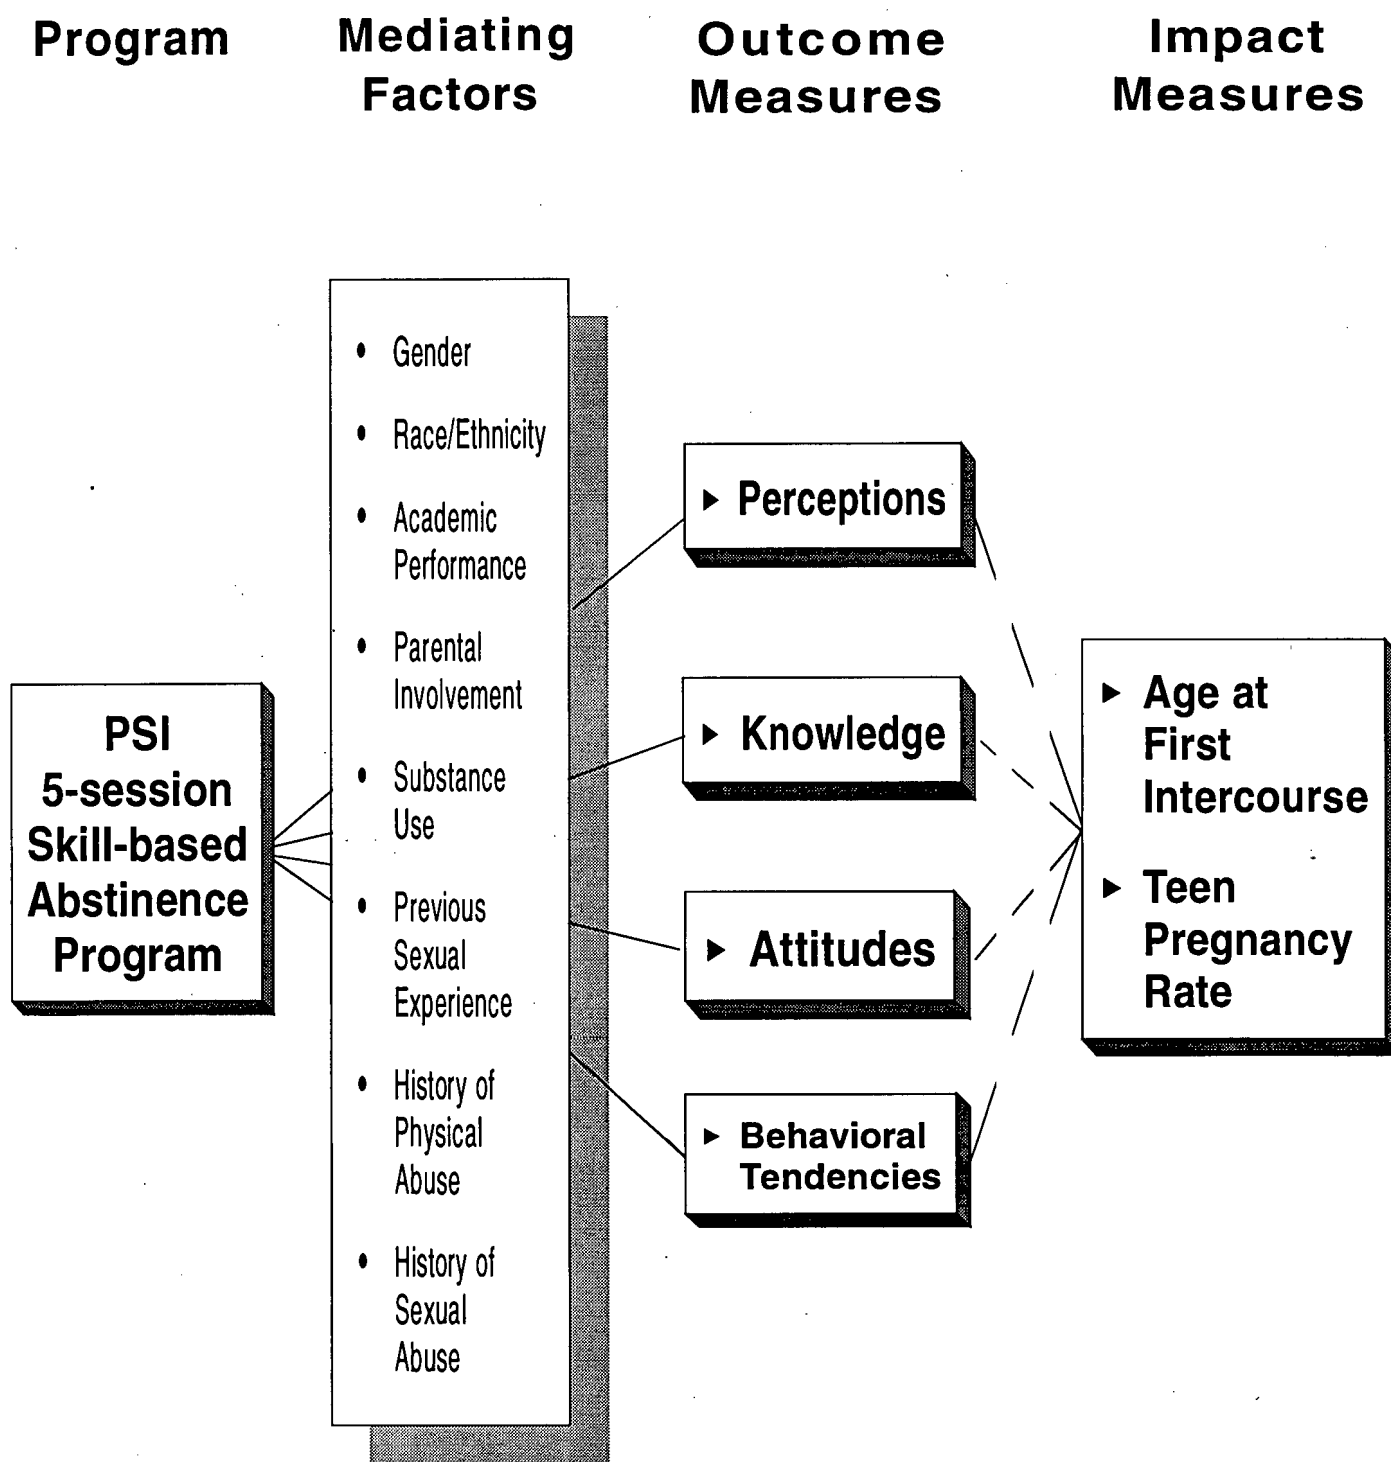 Program
Mediating
Factors
Outcome
Measures
Impact
Measures
PSI
5-session
Skill-based
Abstinence
Program
• Gender
• Race/Ethnicity
• Academic
Performance
• Parental
Involvement
• Substance
Use
• Previous
Sexual
Experience
• History of
Physical
Abuse
• History of
Sexual
Abuse
▶ Perceptions
▶ Knowledge
▶ Attitudes
▶ Behavioral
Tendencies
▶ Age at
First
Intercourse
▶ Teen
Pregnancy
Rate